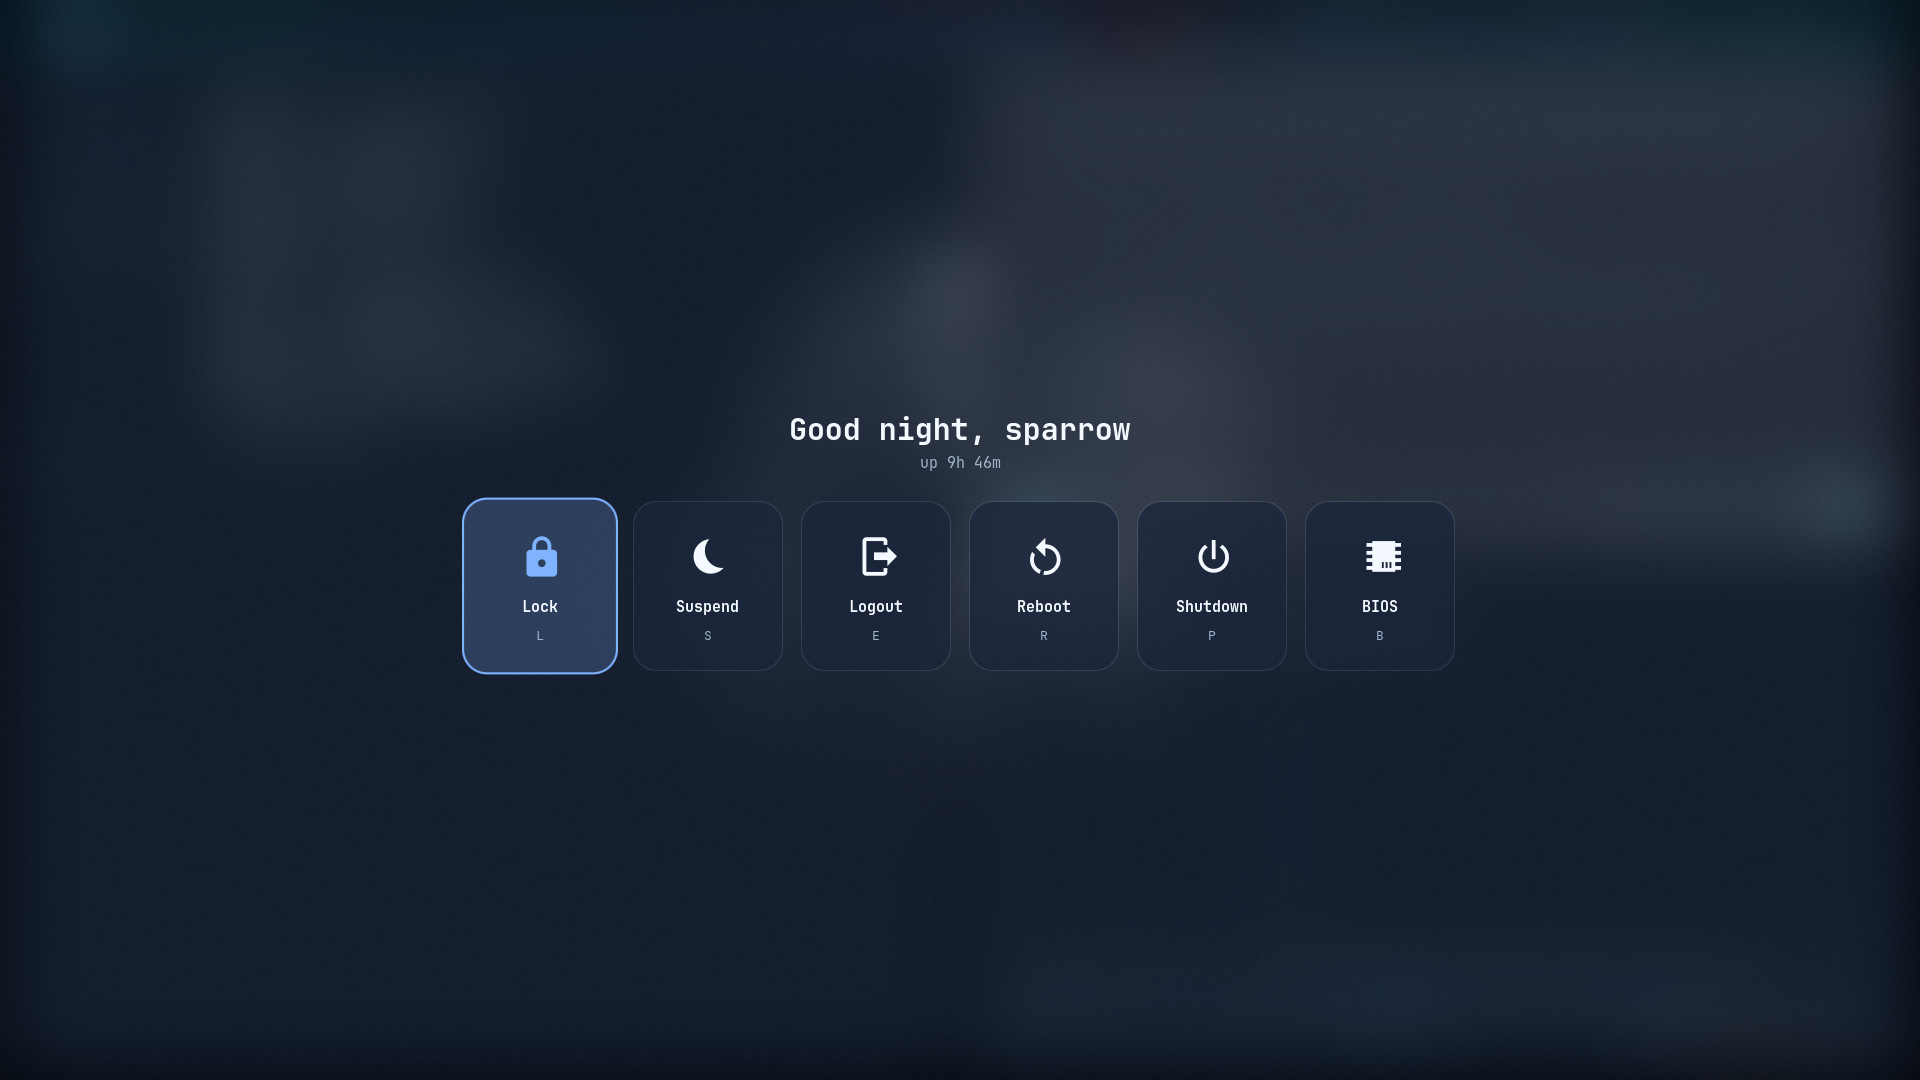 Good night, sparrow
up 9h 46m
Lock
L
Suspend
S
Logout
E
Reboot
R
Shutdown
P
BIOS
B